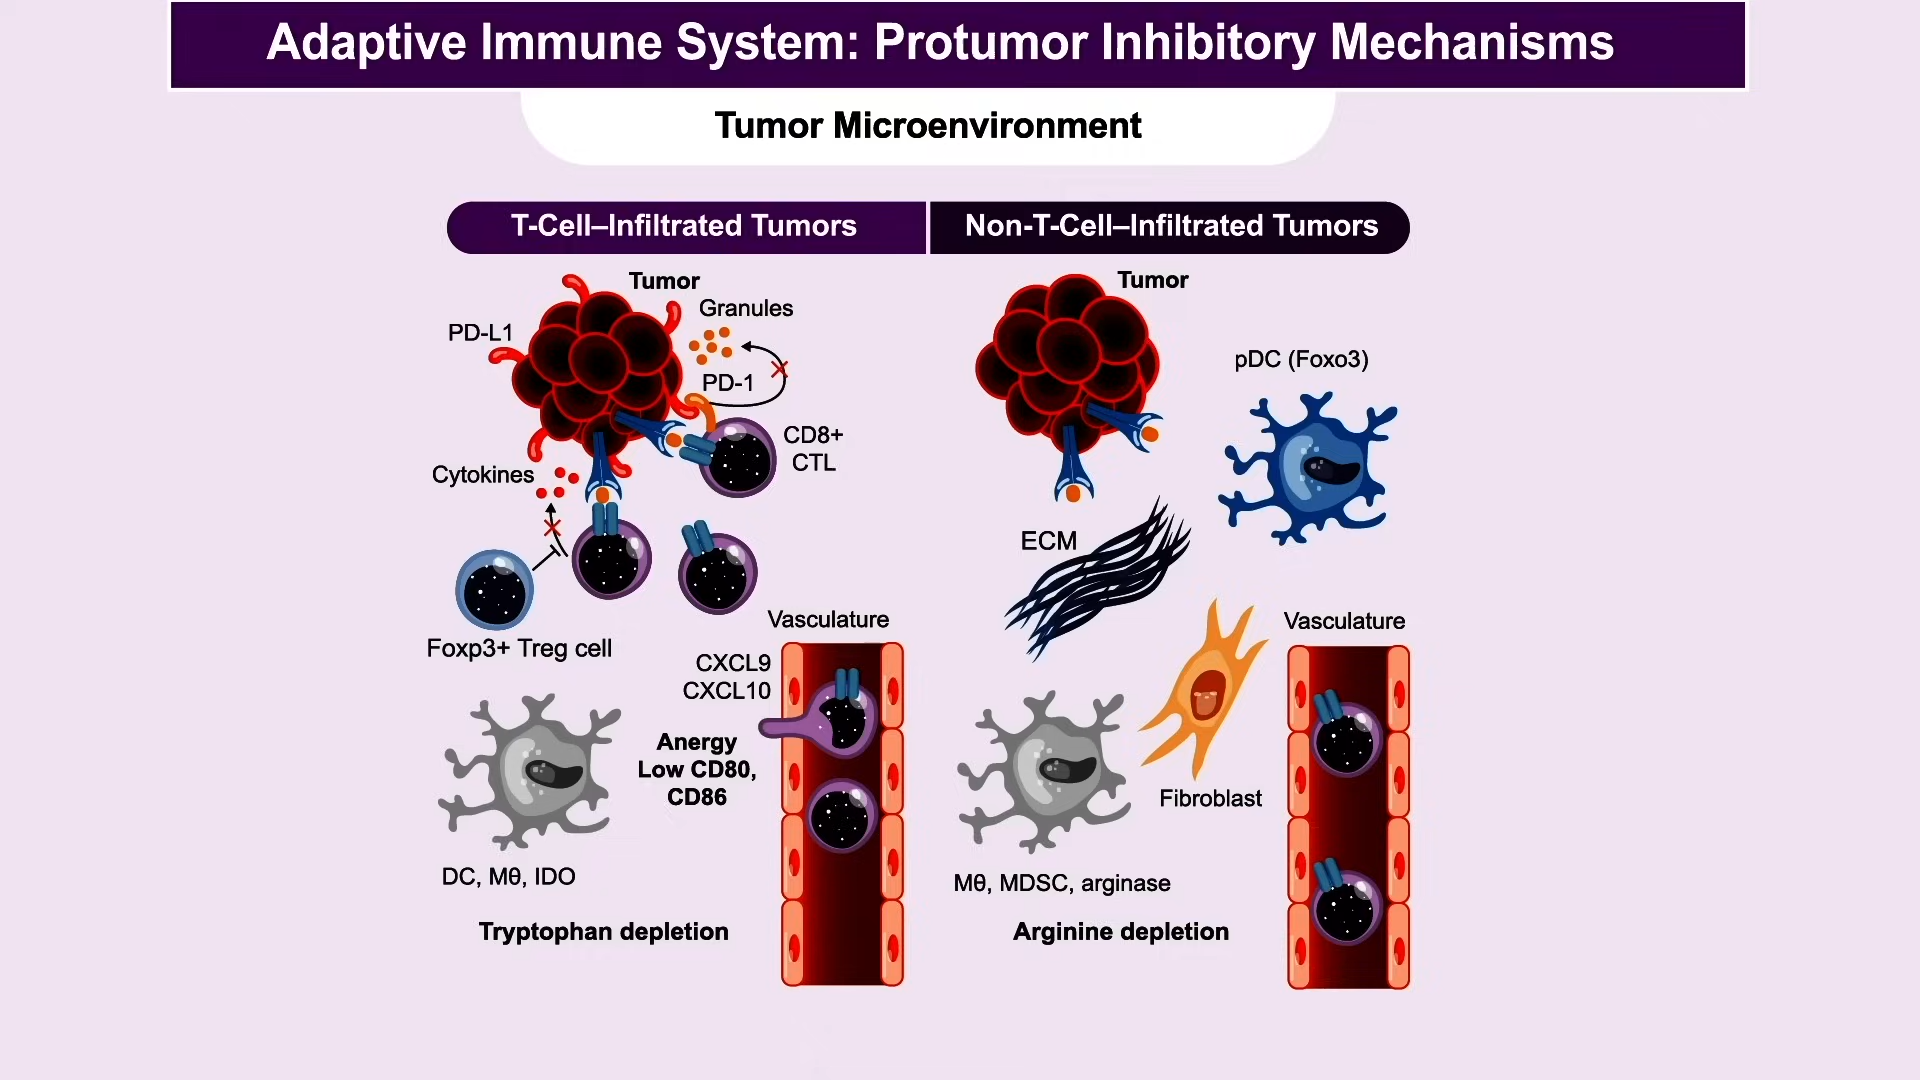 Adaptive Immune System: Protumor Inhibitory Mechanisms
Tumor Microenvironment
T-Cell–Infiltrated Tumors
Tumor
Granules
PD-L1
PD-1
CD8+
CTL
Cytokines
Foxp3+ Treg cell
Vasculature
CXCL9
CXCL10
Anergy
Low CD80,
CD86
DC, Mθ, IDO
Tryptophan depletion
Non-T-Cell–Infiltrated Tumors
Tumor
pDC (Foxo3)
ECM
Vasculature
Fibroblast
Mθ, MDSC, arginase
Arginine depletion